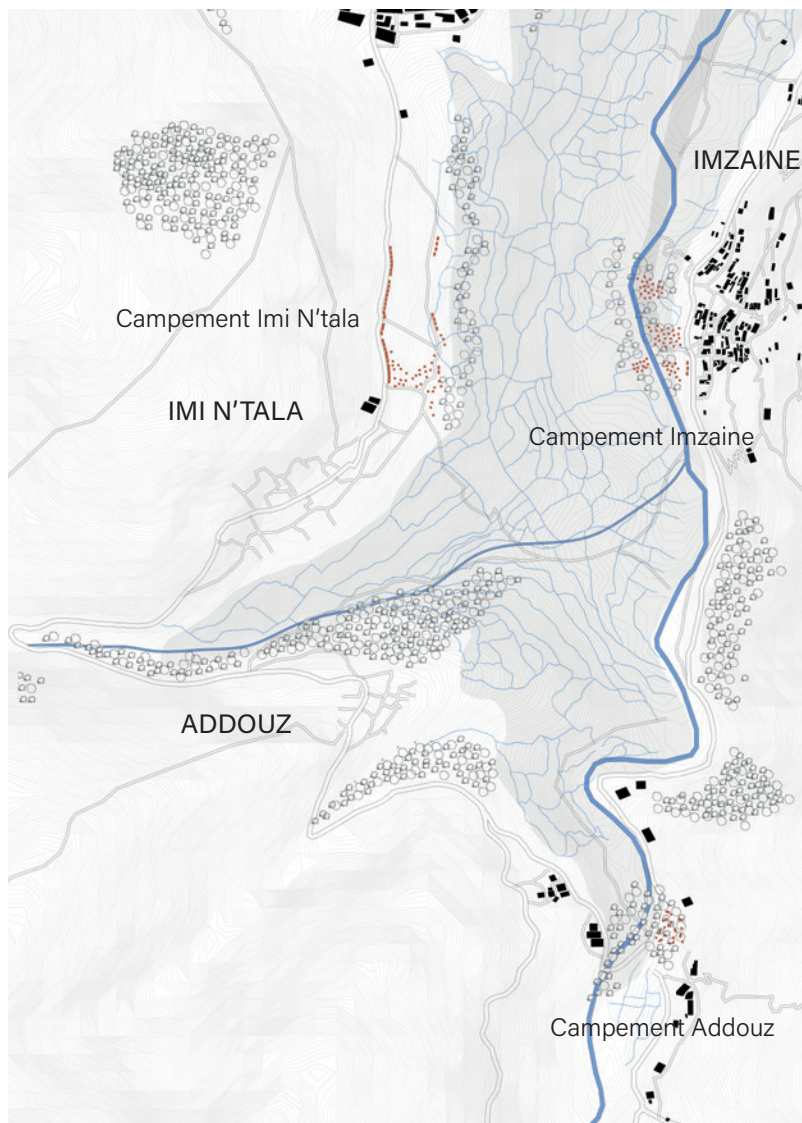 IMZAINE
Campement Imi N'tala
IMI N'TALA
Campement Imzaine
ADDOUZ
Campement Addouz